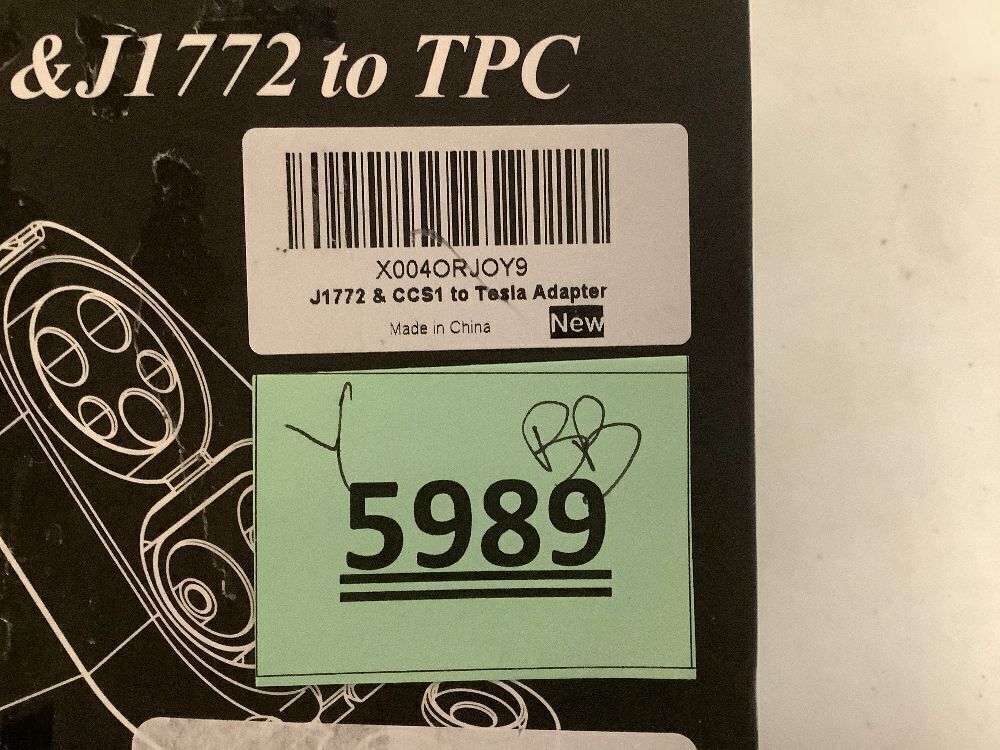 &J1772 to TPC
X004ORJOY9
J1772 & CCS1 to Tesla Adapter
Made in China
New
Y
5989